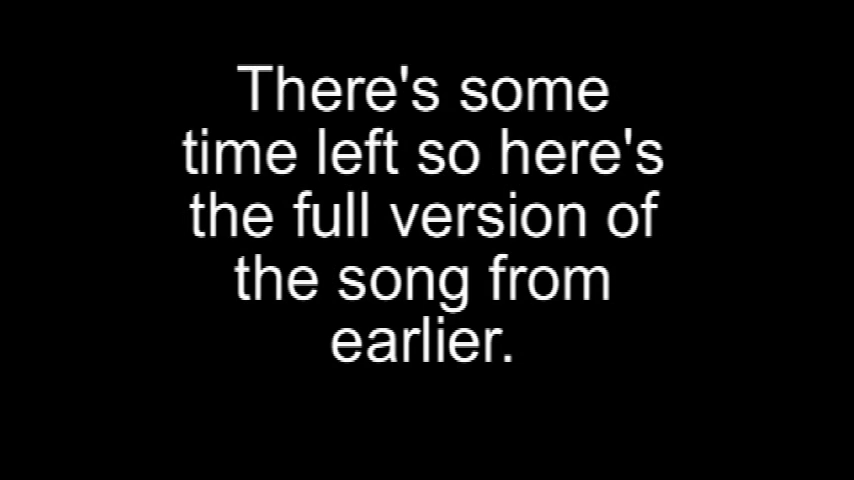 There's some
time left so here's
the full version of
the song from
earlier.